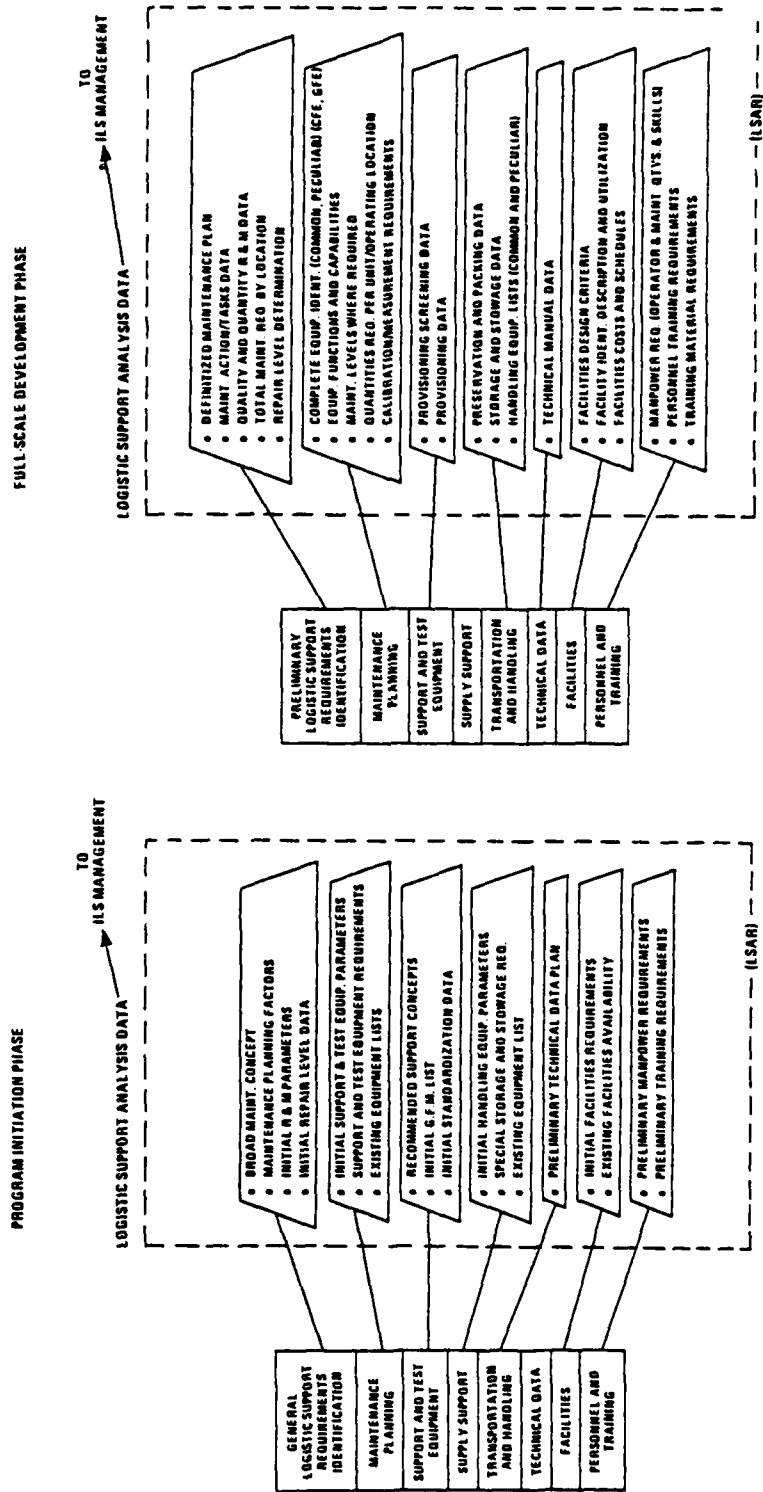 PROGRAM INITIATION PHASE
TO
ILS MANAGEMENT
LOGISTIC SUPPORT ANALYSIS DATA
GENERAL
LOGISTIC SUPPORT
REQUIREMENTS
IDENTIFICATION
MAINTENANCE
PLANNING
SUPPORT AND TEST
EQUIPMENT
SUPPLY SUPPORT
TRANSPORTATION
AND HANDLING
TECHNICAL DATA
FACILITIES
PERSONNEL AND
TRAINING
• BROAD MAINT. CONCEPT
• MAINTENANCE PLANNING FACTORS
• INITIAL R & M PARAMETERS
• INITIAL REPAIR LEVEL DATA
• INITIAL SUPPORT & TEST EQUIP. PARAMETERS
• SUPPORT AND TEST EQUIPMENT REQUIREMENTS
• EXISTING EQUIPMENT LISTS
• RECOMMENDED SUPPORT CONCEPTS
• INITIAL G.F.M. LIST
• INITIAL STANDARDIZATION DATA
• INITIAL HANDLING EQUIP. PARAMETERS
• SPECIAL STORAGE AND STOWAGE REQ.
• EXISTING EQUIPMENT LIST
• PRELIMINARY TECHNICAL DATA PLAN
• INITIAL FACILITIES REQUIREMENTS
• EXISTING FACILITIES AVAILABILITY
• PRELIMINARY MANPOWER REQUIREMENTS
• PRELIMINARY TRAINING REQUIREMENTS
(LSAR)
FULL-SCALE DEVELOPMENT PHASE
TO
ILS MANAGEMENT
LOGISTIC SUPPORT ANALYSIS DATA
PRELIMINARY
LOGISTIC SUPPORT
REQUIREMENTS
IDENTIFICATION
MAINTENANCE
PLANNING
SUPPORT AND TEST
EQUIPMENT
SUPPLY SUPPORT
TRANSPORTATION
AND HANDLING
TECHNICAL DATA
FACILITIES
PERSONNEL AND
TRAINING
• DEFINITIZED MAINTENANCE PLAN
• MAINT ACTION/TASKS DATA
• QUALITY AND QUANTITY R & M DATA
• TOTAL MAINT. REQ BY LOCATION
• REPAIR LEVEL DETERMINATION
• COMPLETE EQUIP. IDENT. (COMMON, PECULIAR) (CFE, GFE)
• EQUIP. FUNCTIONS AND CAPABILITIES
• MAINT. LEVELS WHERE REQUIRED
• QUANTITIES REQ. PER UNIT/OPERATING LOCATION
• CALIBRATION/MEASUREMENT REQUIREMENTS
• PROVISIONING SCREENING DATA
• PROVISIONING DATA
• PRESERVATION AND PACKING DATA
• STORAGE AND STOWAGE DATA
• HANDLING EQUIP. LISTS (COMMON AND PECULIAR)
• TECHNICAL MANUAL DATA
• FACILITIES DESIGN CRITERIA
• FACILITY IDENT. DESCRIPTION AND UTILIZATION
• FACILITIES COSTS AND SCHEDULES
• MANPOWER REQ. (OPERATOR & MAINT. QTYS. & SKILLS)
• PERSONNEL TRAINING REQUIREMENTS
• TRAINING MATERIAL REQUIREMENTS
(LSAR)